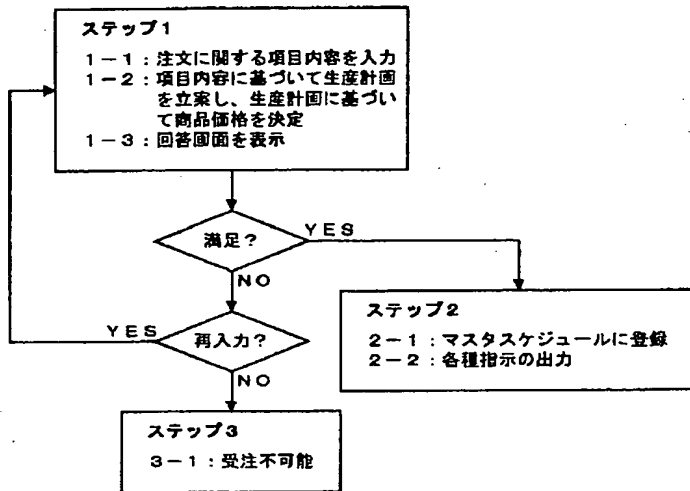 ステップ1
1-1:注文に関する項目内容を入力
1-2:項目内容に基づいて生産計画
を立案し、生産計画に基づい
て商品価格を決定
1-3:回答画面を表示
満足?
YES
NO
ステップ2
2-1:マスタスケジュールに登録
2-2:各種指示の出力
YES
再入力?
NO
ステップ3
3-1:受注不可能